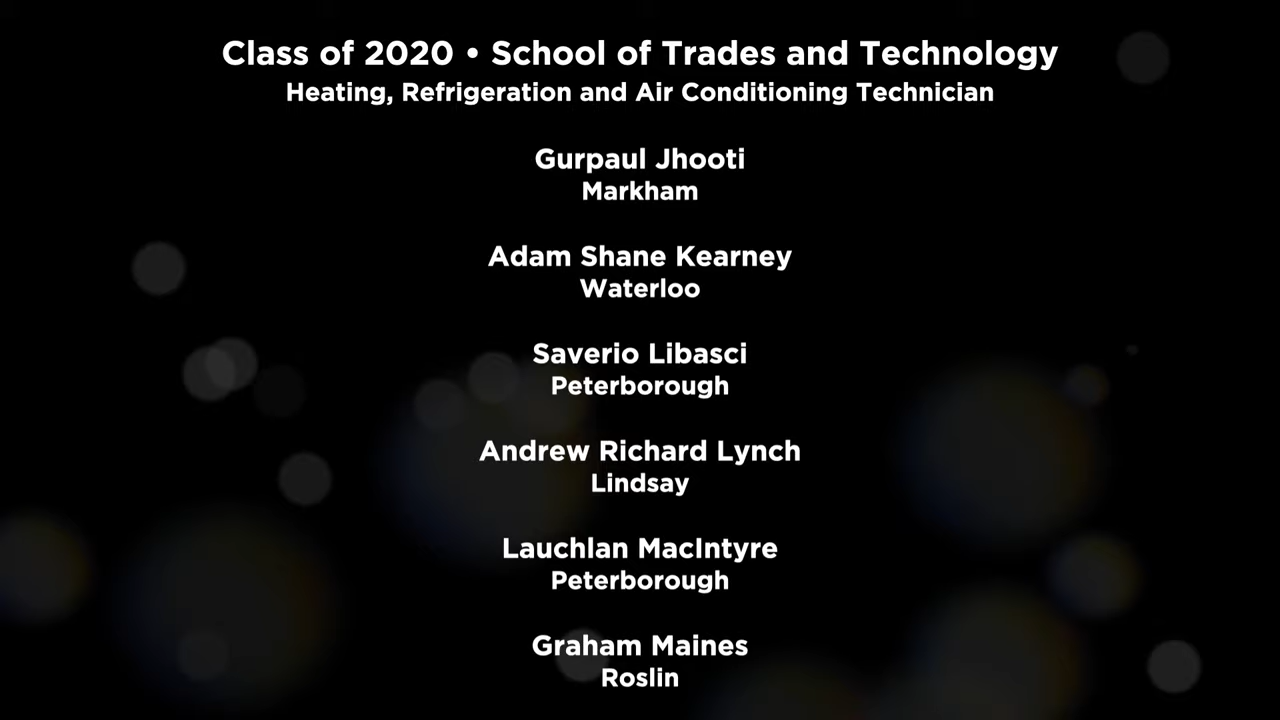 Class of 2020 • School of Trades and Technology
Heating, Refrigeration and Air Conditioning Technician
Gurpaul Jhooti
Markham
Adam Shane Kearney
Waterloo
Saverio Libasci
Peterborough
Andrew Richard Lynch
Lindsay
Lauchlan MacIntyre
Peterborough
Graham Maines
Roslin